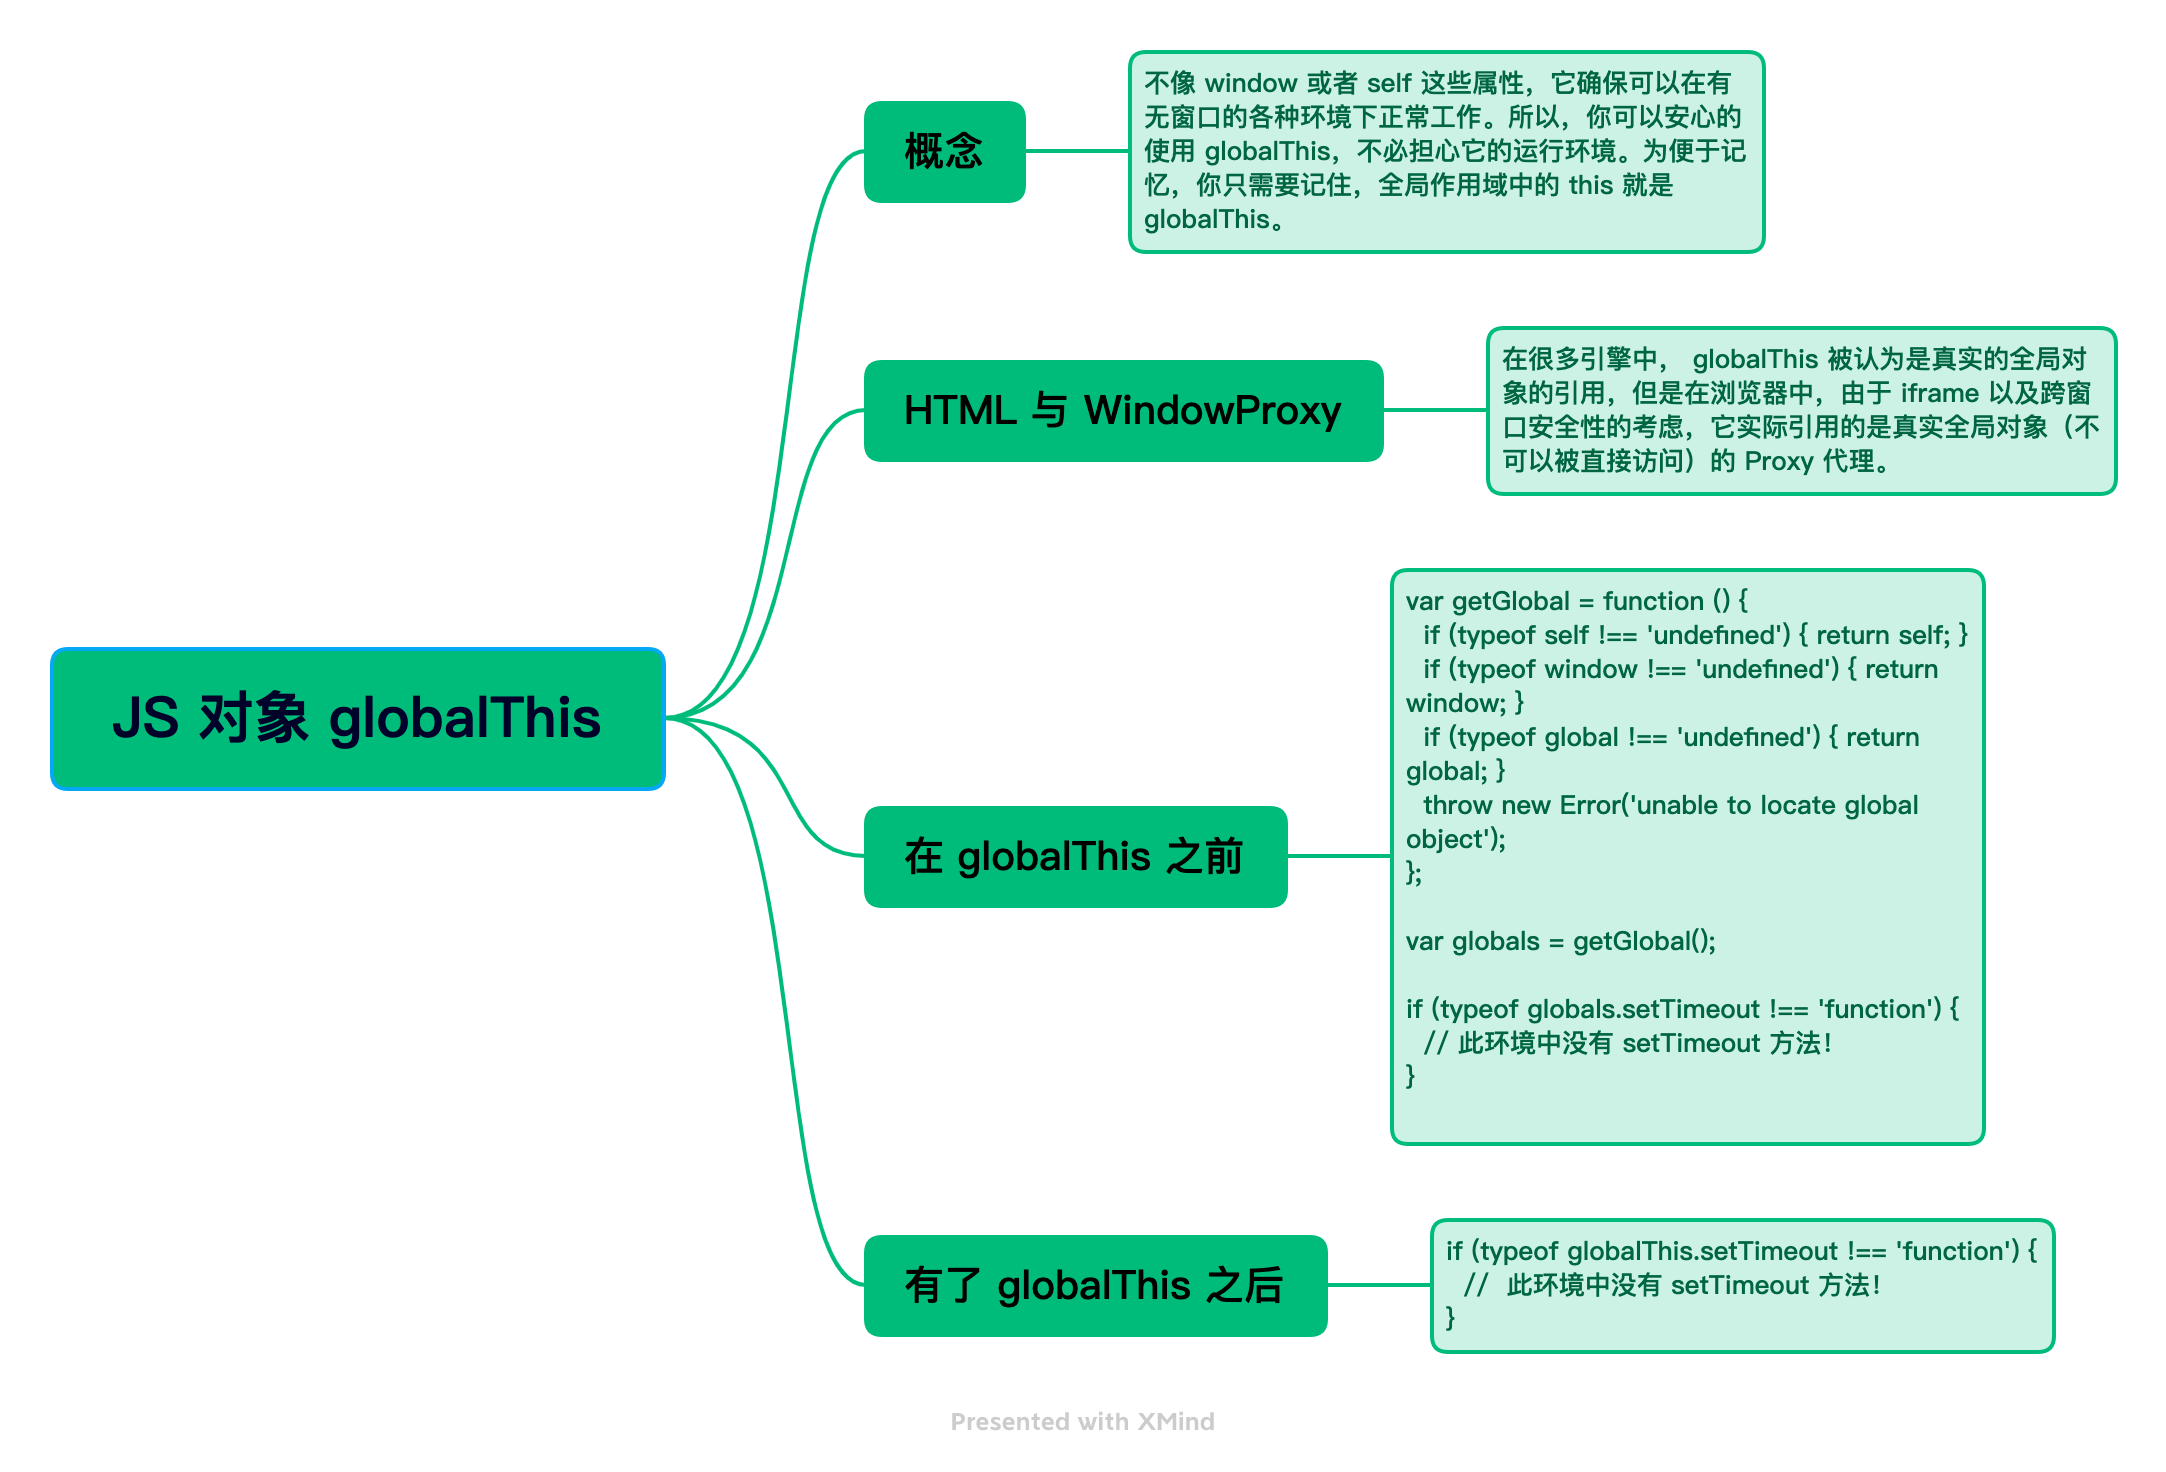 JS 对象 globalThis
概念
不像 window 或者 self 这些属性，它确保可以在有
无窗口的各种环境下正常工作。所以，你可以安心的
使用 globalThis，不必担心它的运行环境。为便于记
忆，你只需要记住，全局作用域中的 this 就是
globalThis。
HTML 与 WindowProxy
在很多引擎中， globalThis 被认为是真实的全局对
象的引用，但是在浏览器中，由于 iframe 以及跨窗
口安全性的考虑，它实际引用的是真实全局对象（不
可以被直接访问）的 Proxy 代理。
在 globalThis 之前
var getGlobal = function () {
  if (typeof self !== 'undefined') { return self; }
  if (typeof window !== 'undefined') { return
window; }
  if (typeof global !== 'undefined') { return
global; }
  throw new Error('unable to locate global
object');
};
var globals = getGlobal();
if (typeof globals.setTimeout !== 'function') {
  // 此环境中没有 setTimeout 方法！
}
有了 globalThis 之后
if (typeof globalThis.setTimeout !== 'function') {
  //  此环境中没有 setTimeout 方法！
}
Presented with XMind